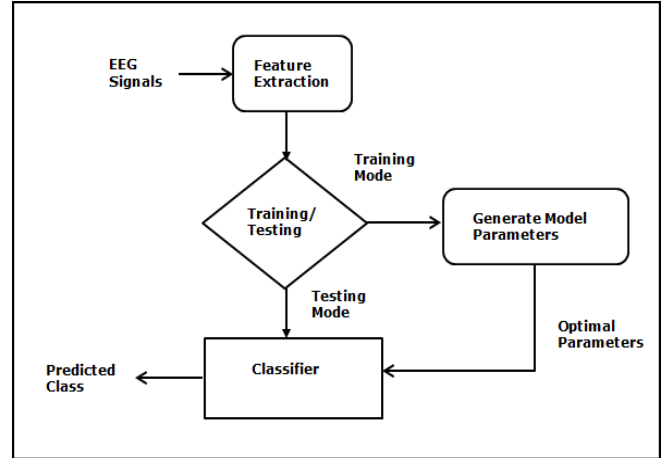 EEG
Signals
Feature
Extraction
Training
Mode
Training/
Testing
Generate Model
Parameters
Testing
Mode
Optimal
Parameters
Classifier
Predicted
Class